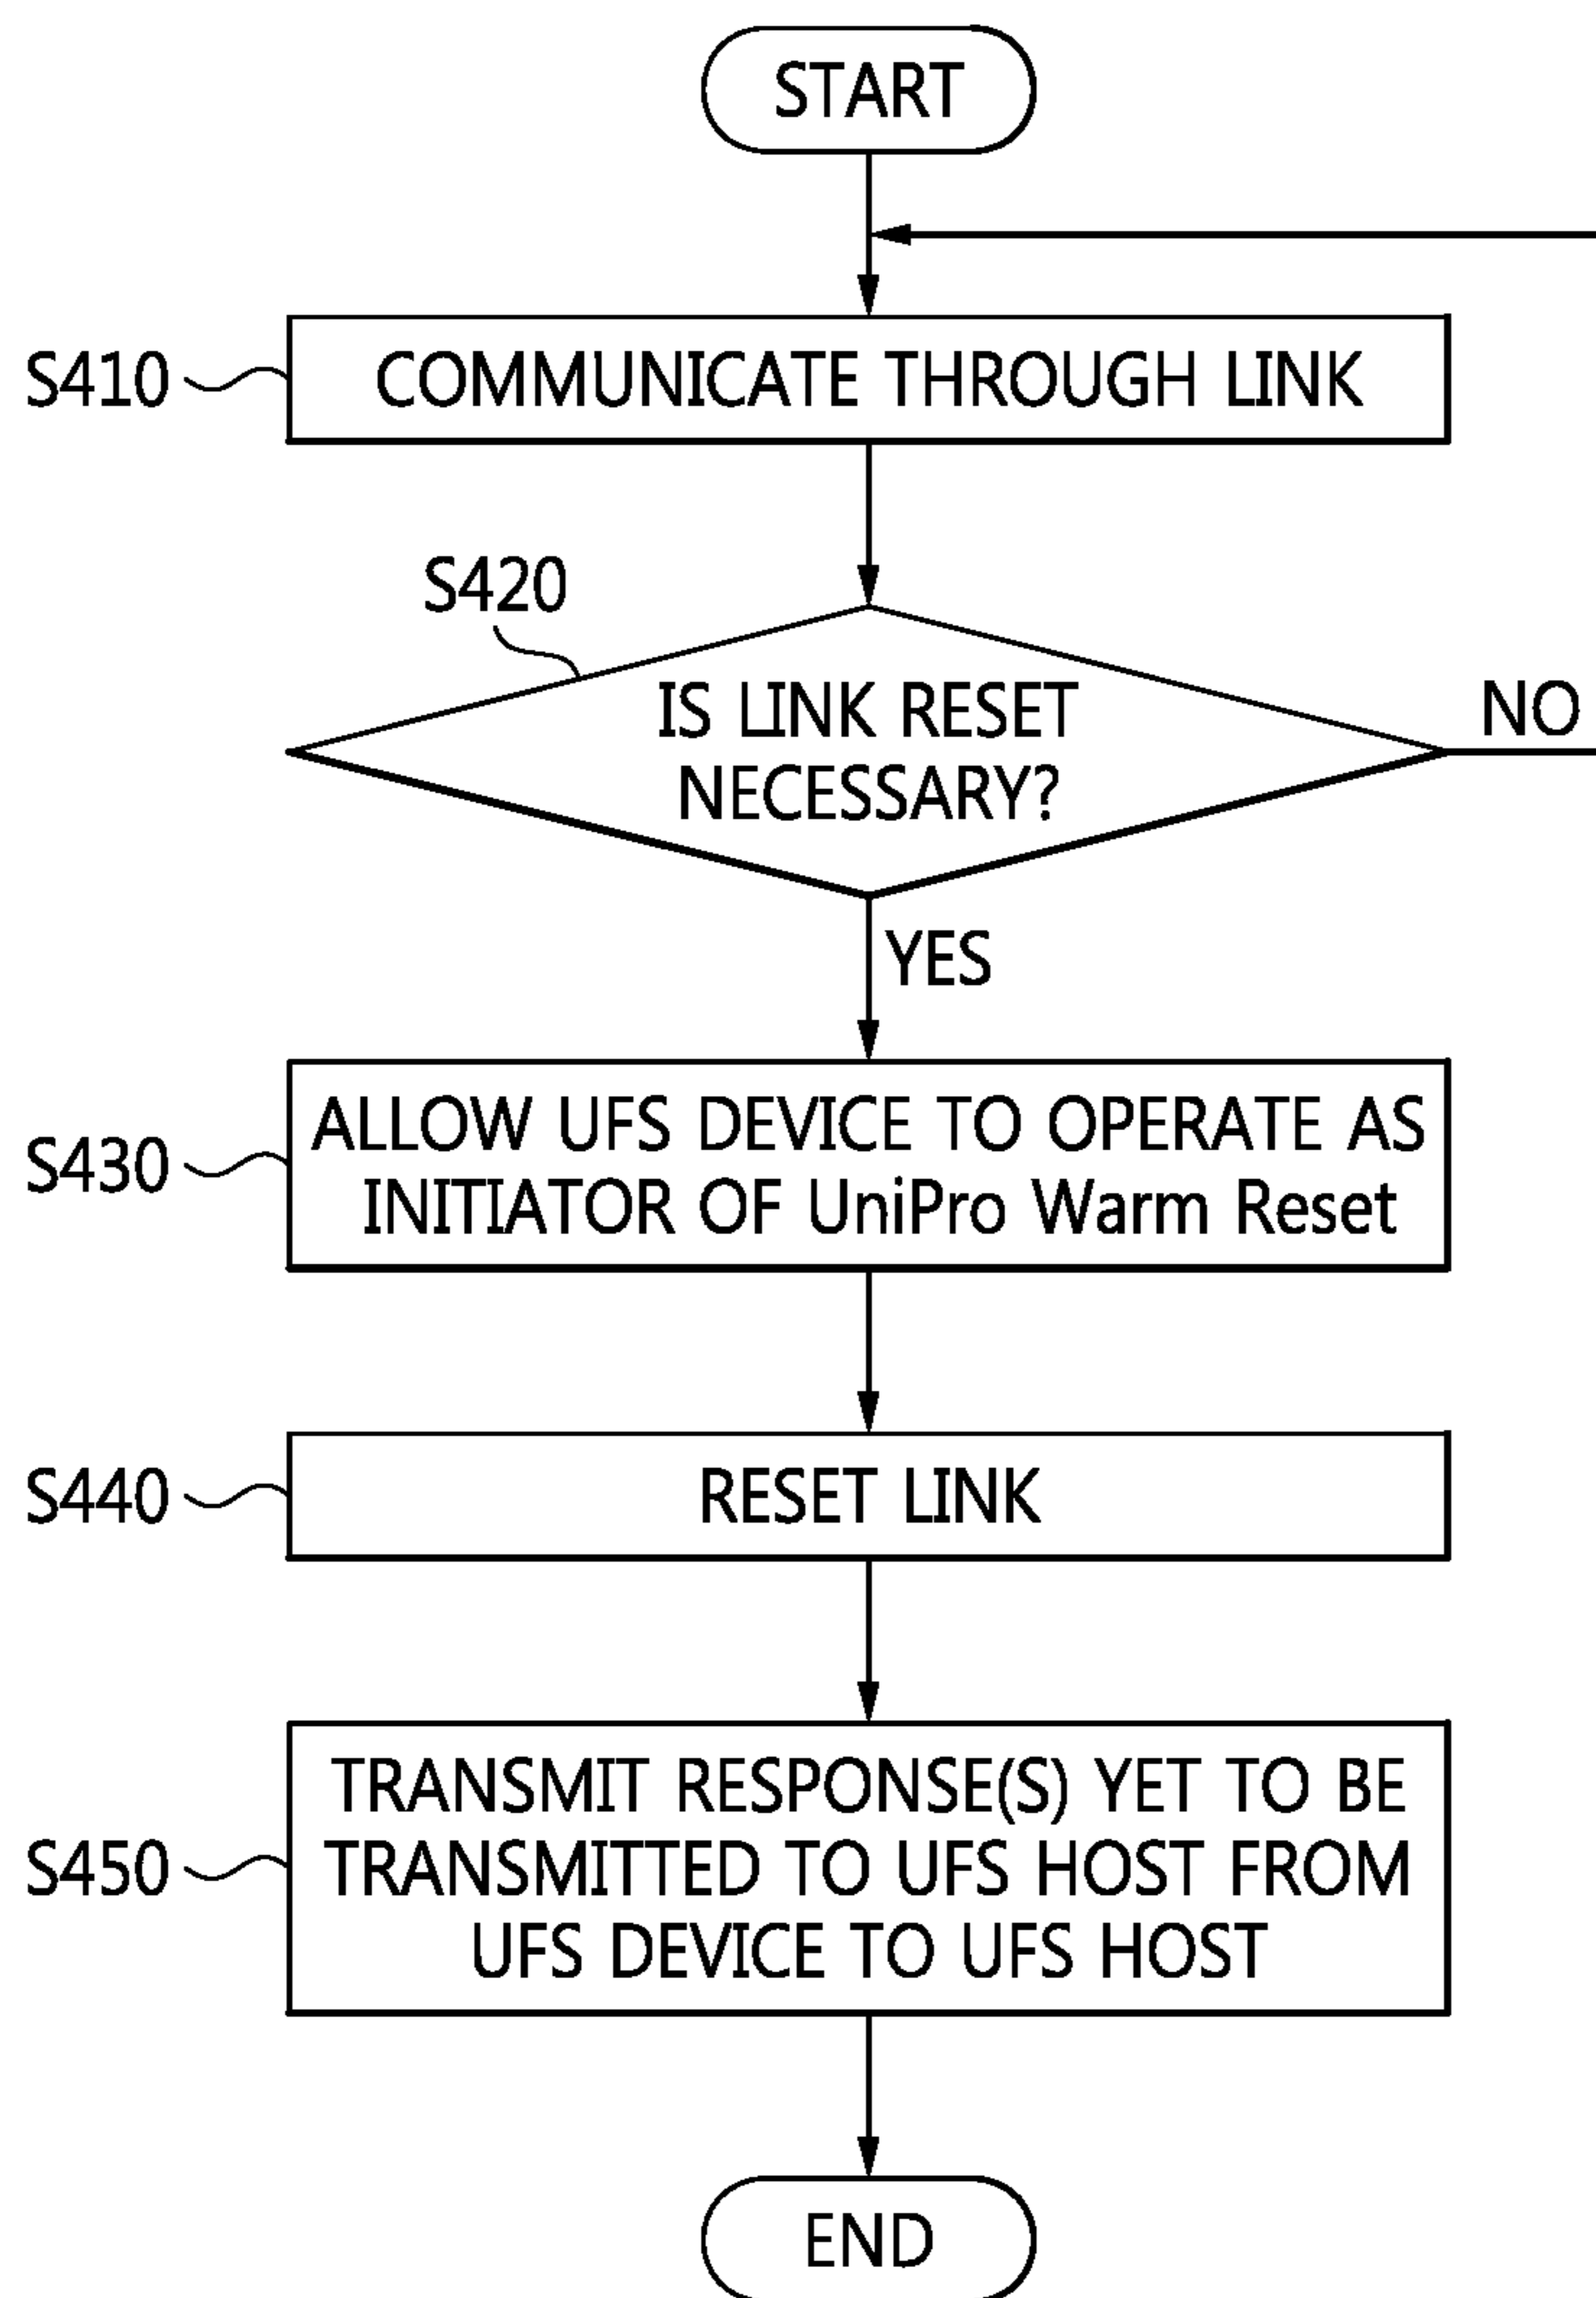 START
S410
COMMUNICATE THROUGH LINK
S420
IS LINK RESET
NECESSARY?
NO
YES
S430
ALLOW UFS DEVICE TO OPERATE AS
INITIATOR OF UniPro Warm Reset
S440
RESET LINK
S450
TRANSMIT RESPONSE(S) YET TO BE
TRANSMITTED TO UFS HOST FROM
UFS DEVICE TO UFS HOST
END